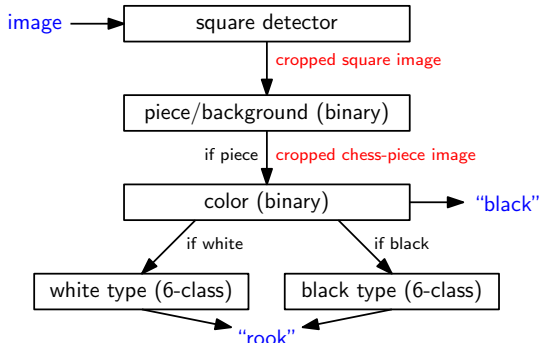 image
square detector
cropped square image
piece/background (binary)
if piece
cropped chess-piece image
color (binary)
“black”
if white
if black
white type (6-class)
black type (6-class)
“rook”